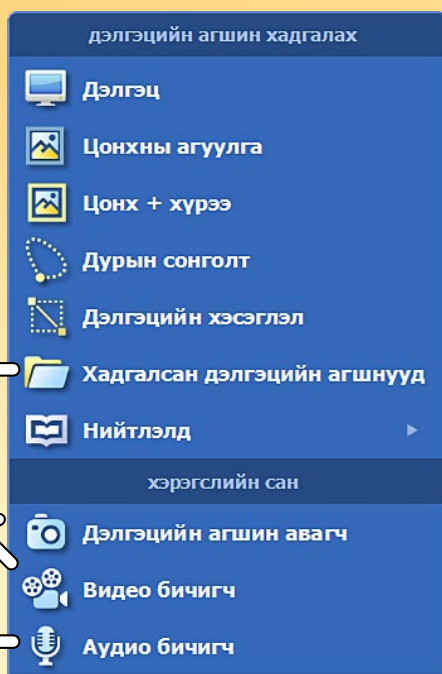 дэлгэцийн агшин хадгалах
Дэлгэц
Цонхны агуулга
Цонх + хүрээ
Дурын сонголт
Дэлгэцийн хэсэглэл
Хадгалсан дэлгэцийн агшнууд
Нийтлэлд
хэрэгслийн сан
Дэлгэцийн агшин авагч
Видео бичигч
Аудио бичигч